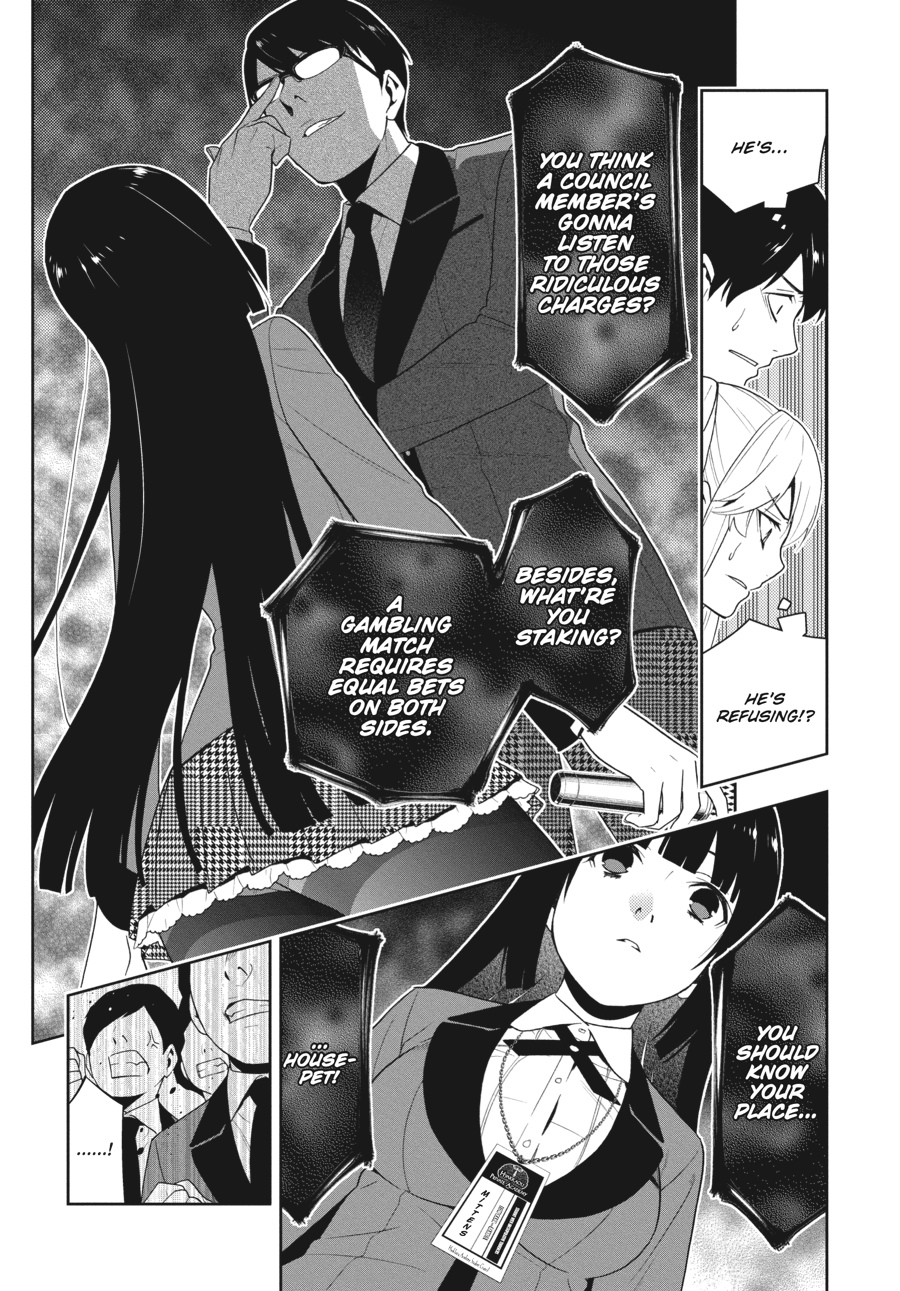 HE'S...
HE'S
REFUSING!?
YOU THINK
A COUNCIL
MEMBER'S
GONNA
LISTEN
TO THOSE
RIDICULOUS
CHARGES?
BESIDES,
WHAT'RE
YOU
STAKING?
A
GAMBLING
MATCH
REQUIRES
EQUAL BETS
ON BOTH
SIDES.
YOU
SHOULD
KNOW
YOUR
PLACE...
...
HOUSE-
PET!
MITTENS
......!